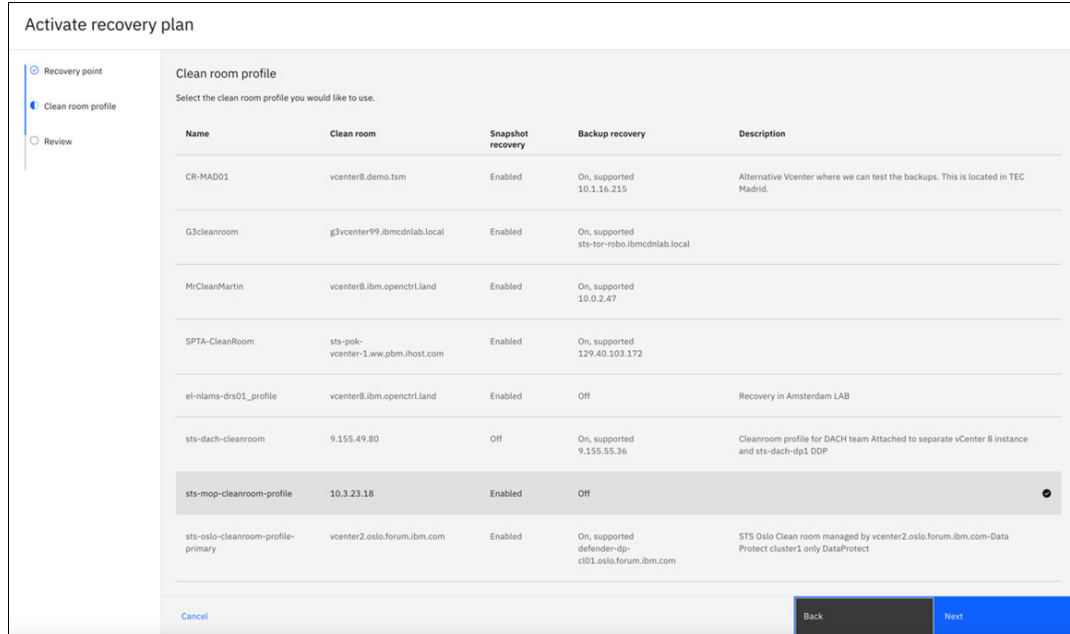 Activate recovery plan
Recovery point
Clean room profile
Review
Clean room profile
Select the clean room profile you would like to use.
Name Clean room Snapshot recovery Backup recovery Description
CR-MAD01 vcenter8.demo.tsm Enabled On, supported 10.1.16.215 Alternative Vcenter where we can test the backups. This is located in TEC Madrid.
G3cleanroom g3vcenter99.ibmcdnlab.local Enabled On, supported sts-tor-robo.ibmcdnlab.local
MrCleanMartin vcenter8.ibm.openctrl.land Enabled On, supported 10.0.2.47
SPTA-CleanRoom sts-pok-vcenter-1.ww.pbm.ihost.com Enabled On, supported 129.40.103.172
el-nlams-drs01_profile vcenter8.ibm.openctrl.land Enabled Off Recovery in Amsterdam LAB
sts-dach-cleanroom 9.155.49.80 Off On, supported 9.155.55.36 Cleanroom profile for DACH team Attached to separate vCenter 8 instance and sts-dach-dp1 DDP
sts-mop-cleanroom-profile 10.3.23.18 Enabled Off
sts-oslo-cleanroom-profile-primary vcenter2.oslo.forum.ibm.com Enabled On, supported defender-dp-cl01.oslo.forum.ibm.com STS Oslo Clean room managed by vcenter2.oslo.forum.ibm.com-Data Protect cluster1 only DataProtect
Cancel
Back
Next